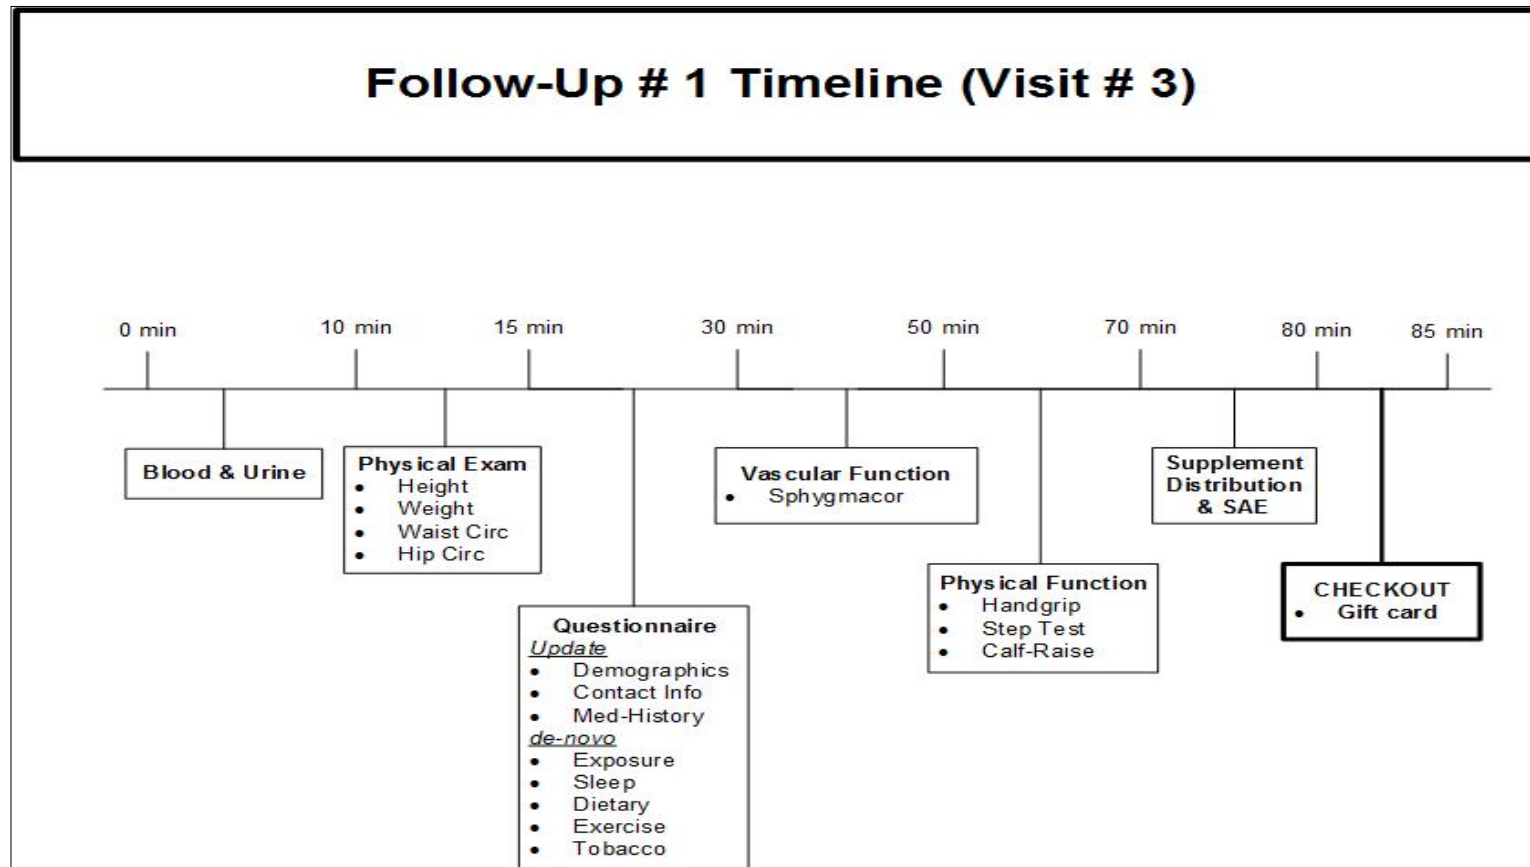 Follow-Up # 1 Timeline (Visit # 3)
0 min
10 min
15 min
30 min
50 min
70 min
80 min
85 min
Blood & Urine
Physical Exam
• Height
• Weight
• Waist Circ
• Hip Circ
Questionnaire
Update
• Demographics
• Contact Info
• Med-History
de-novo
• Exposure
• Sleep
• Dietary
• Exercise
• Tobacco
Vascular Function
• Sphygmacor
Physical Function
• Handgrip
• Step Test
• Calf-Raise
Supplement
Distribution
& SAE
CHECKOUT
• Gift card